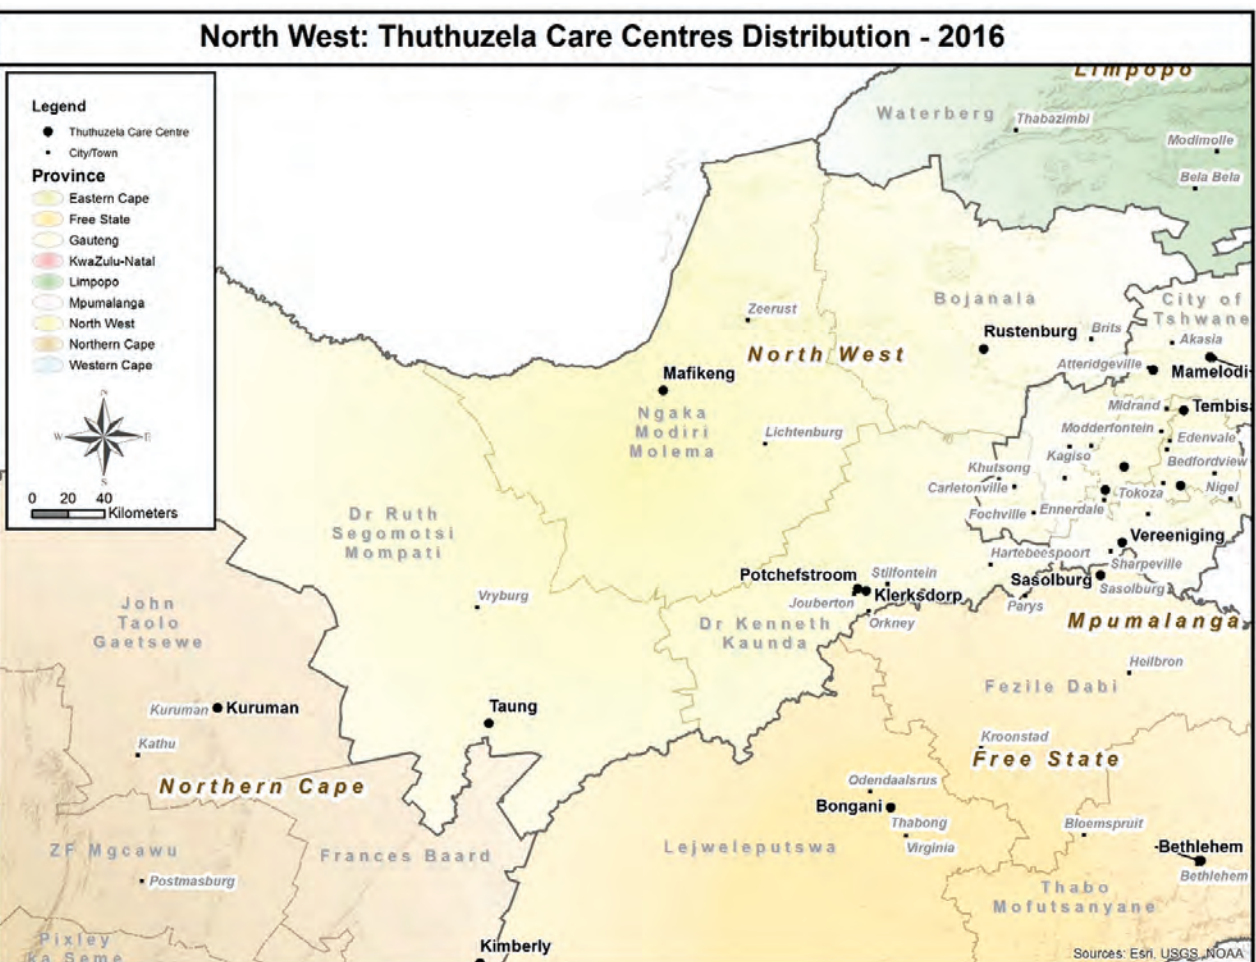 North West: Thuthuzela Care Centres Distribution - 2016
Legend
Thuthuzela Care Centre
City/Town
Province
Eastern Cape
Free State
Gauteng
KwaZulu-Natal
Limpopo
Mpumalanga
North West
Northern Cape
Western Cape
N
W E
S
0 20 40
Kilometers
Limpopo
Waterberg
Thabazimbi
Modimolle
Bela Bela
Bojanala
City of
Tshwane
Zeerust
Rustenburg
Brits
Akasia
North West
Atteridgeville
Mamelodi
Mafikeng
Midrand
Tembis
Ngaka
Modiri
Molema
Lichtenburg
Modderfontein
Edenvale
Kagiso
Bedfordview
Khutsong
Carletonville
Tokoza
Nigel
Fochville
Ennerdale
Dr Ruth
Segomotsi
Mompati
Vereeniging
Hartebeespoort
Sharpeville
Potchefstroom
Stilfontein
Sasolburg
Sasolburg
Jouberton
Klerksdorp
Parys
Vryburg
Orkney
Mpumalanga
John
Taolo
Gaetsewe
Dr Kenneth
Kaunda
Heilbron
Fezile Dabi
Kuruman
Kuruman
Taung
Kathu
Kroonstad
Free State
Northern Cape
Odendaalsrus
Bongani
Thabong
Virginia
Bloemspruit
ZF Mgcawu
Frances Baard
Lejweleputswa
-Bethlehem
Bethlehem
Postmasburg
Thabo
Mofutsanyane
Pixley
ka Seme
Kimberly
Sources: Esri, USGS, NOAA